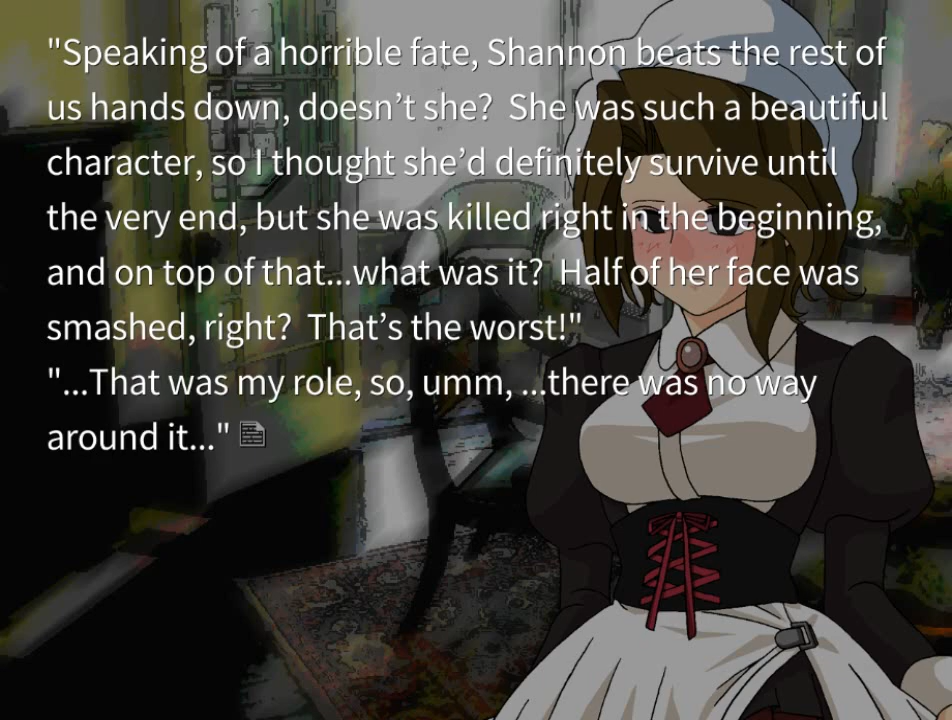 "Speaking of a horrible fate, Shannon beats the rest of
us hands down, doesn’t she?  She was such a beautiful
character, so I thought she’d definitely survive until
the very end, but she was killed right in the beginning,
and on top of that...what was it?  Half of her face was
smashed, right?  That’s the worst!"
"...That was my role, so, umm, ...there was no way
around it..."